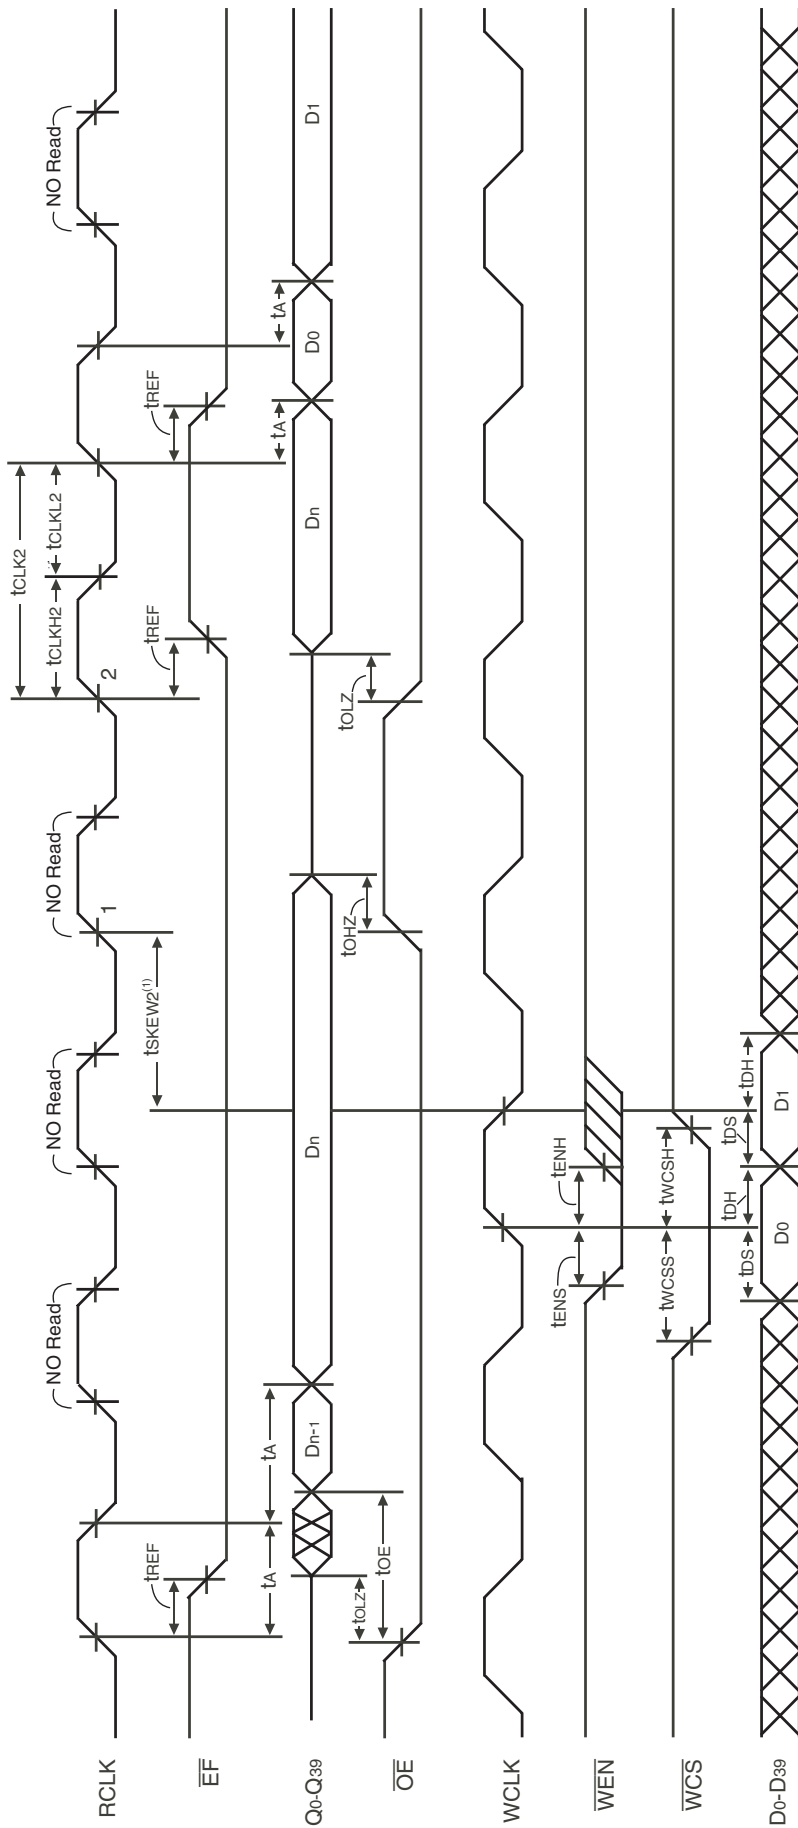 tCLK2
NO Read
NO Read
NO Read
tCLKH2
tCLKL2
NO Read
RCLK
1
2
tSKEW2(1)
tREF
tREF
tREF
EF
tA
tA
tA
tA
Q0-Q39
Dn-1
Dn
Dn
D0
D1
tOLZ
tOE
tOHZ
tOLZ
OE
WCLK
tENS
tENH
WEN
tWCSS
tWCSH
WCS
tDS
tDH
tDS
tDH
D0-D39
D0
D1